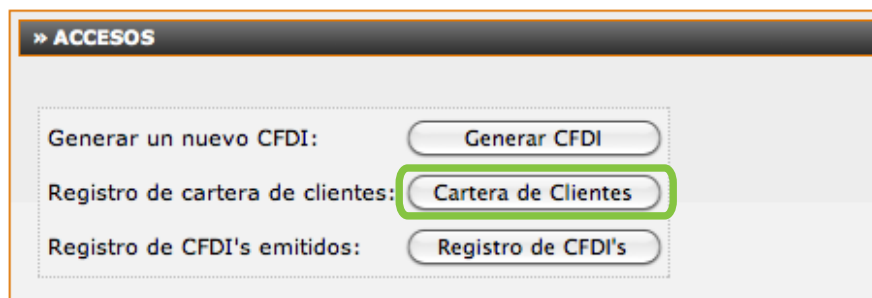 » ACCESOS
Generar un nuevo CFDI: Generar CFDI
Registro de cartera de clientes: Cartera de Clientes
Registro de CFDI's emitidos: Registro de CFDI's